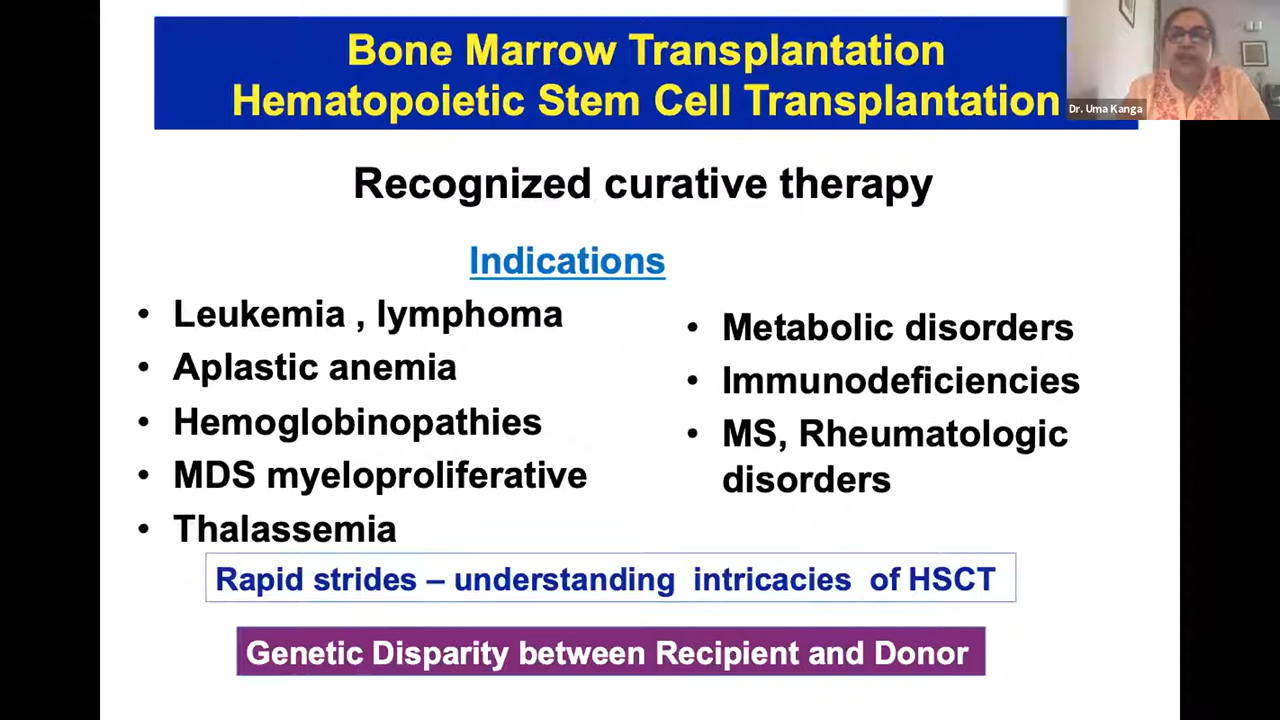 Bone Marrow Transplantation
Hematopoietic Stem Cell Transplantation
Dr. Uma Kanga
Recognized curative therapy
Indications
• Leukemia , lymphoma
• Aplastic anemia
• Hemoglobinopathies
• MDS myeloproliferative
• Thalassemia
• Metabolic disorders
• Immunodeficiencies
• MS, Rheumatologic
disorders
Rapid strides – understanding intricacies of HSCT
Genetic Disparity between Recipient and Donor